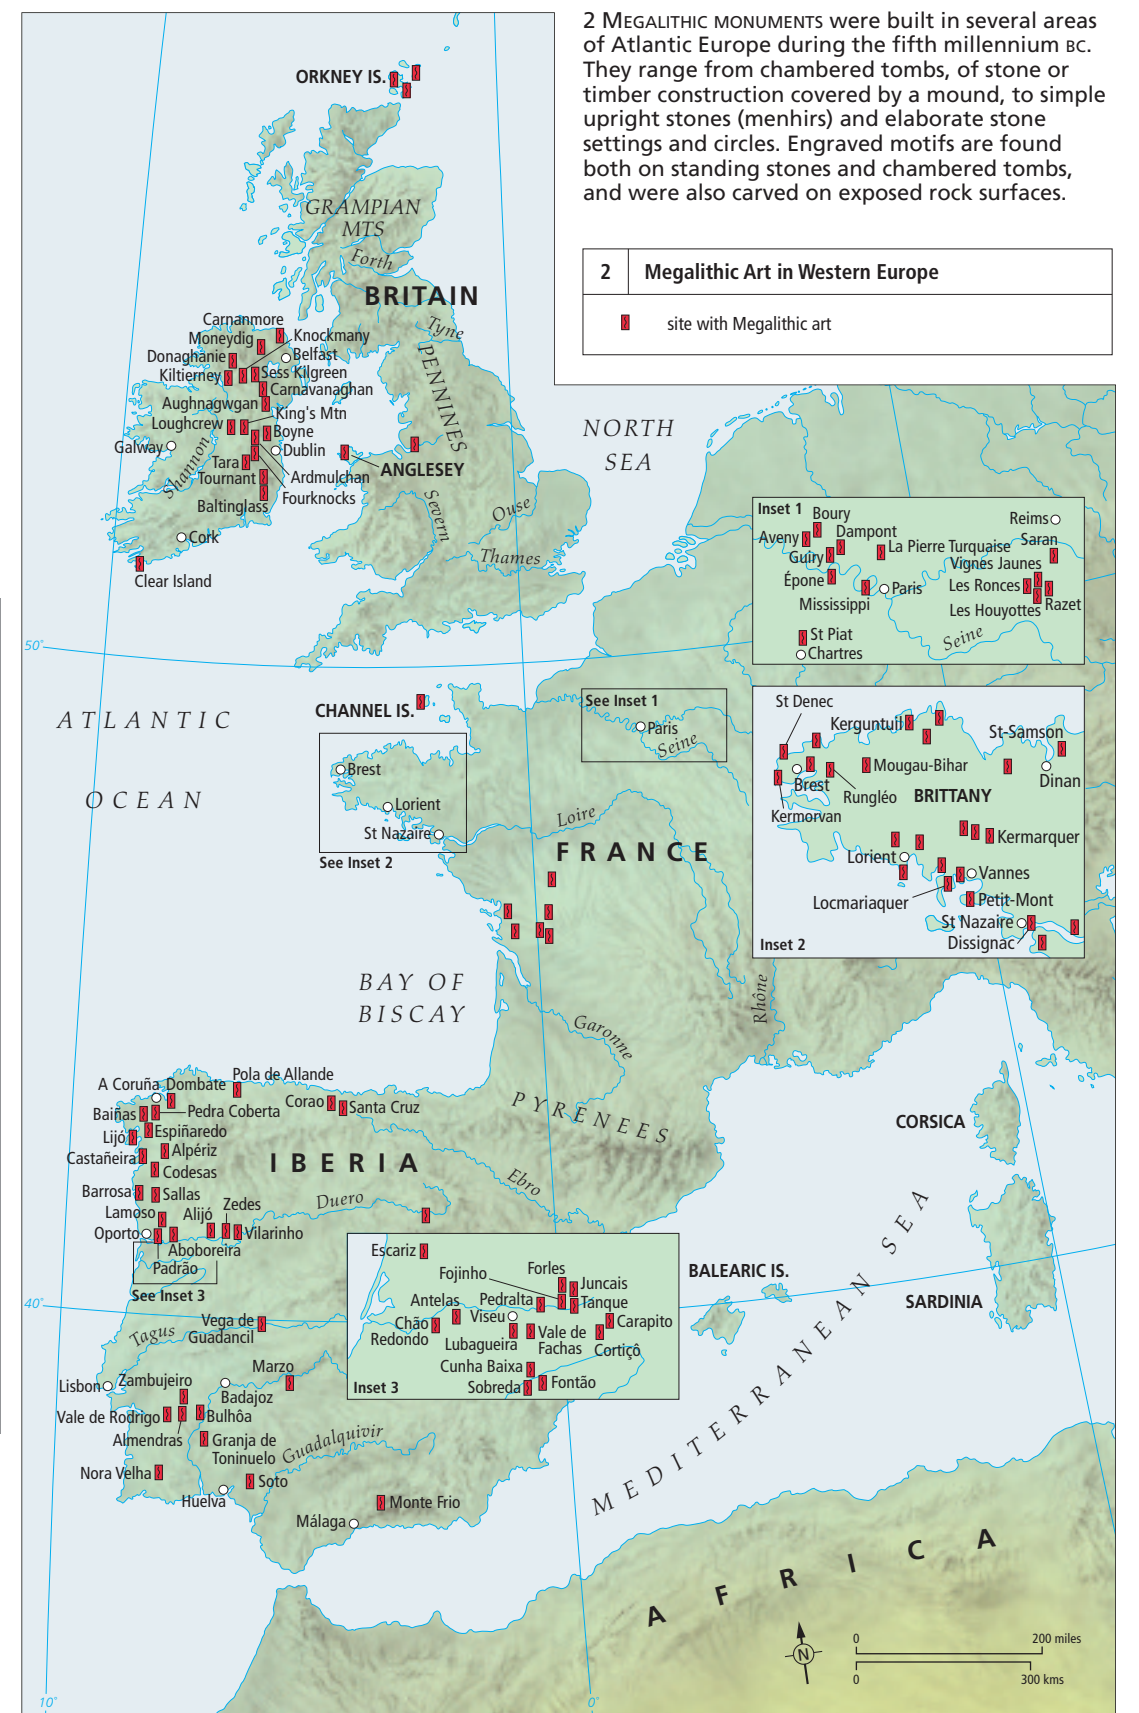 2 MEGALITHIC MONUMENTS were built in several areas
of Atlantic Europe during the fifth millennium BC.
They range from chambered tombs, of stone or
timber construction covered by a mound, to simple
upright stones (menhirs) and elaborate stone
settings and circles. Engraved motifs are found
both on standing stones and chambered tombs,
and were also carved on exposed rock surfaces.
2 Megalithic Art in Western Europe
site with Megalithic art
ORKNEY IS.
GRAMPIAN
MTS
Forth
BRITAIN
Tyne
PENNINES
Carnanmore
Moneydig
Knockmany
Donaghanie
Belfast
Kiltierney
Sess Kilgreen
Carnavanaghan
Aughnagwgan
King's Mtn
Loughcrew
Boyne
Galway
Shannon
Dublin
Tara
Ardmulchan
Tournant
Fourknocks
Baltinglass
Cork
Clear Island
ANGLESEY
Severn
Ouse
Thames
NORTH
SEA
Inset 1
Boury
Reims
Aveny
Dampont
Saran
La Pierre Turquaise
Guiry
Vignes Jaunes
Épone
Paris
Les Ronces
Mississippi
Les Houyottes
Razet
St Piat
Seine
Chartres
50°
ATLANTIC
OCEAN
CHANNEL IS.
See Inset 1
Paris
Seine
Brest
Lorient
St Nazaire
See Inset 2
Loire
FRANCE
St Denec
Kerguntuil
St-Samson
Mougau-Bihar
Dinan
Brest
Rungléo
BRITTANY
Kermorvan
Kermarquer
Lorient
Vannes
Locmariaquer
Petit-Mont
St Nazaire
Dissignac
Inset 2
BAY OF
BISCAY
Garonne
Rhône
PYRENEES
CORSICA
Pola de Allande
A Coruña
Dombate
Corao
Santa Cruz
Baiñas
Pedra Coberta
Lijó
Espiñaredo
Alpériz
Castañeira
Codesas
IBERIA
Barrosa
Sallas
Duero
Ebro
Lamoso
Alijó
Zedes
Oporto
Vilarinho
Aboboreira
Padrão
See Inset 3
Escariz
Forles
Fojinho
Juncais
Antelas
Pedralta
Tanque
Chão
Redondo
Viseu
Carapito
Lubagueira
Vale de
Fachas
Cortiçô
Cunha Baixa
Sobreda
Fontão
Inset 3
BALEARIC IS.
SARDINIA
MEDITERRANEAN SEA
40°
Tagus
Vega de
Guadancil
Marzo
Lisbon
Zambujeiro
Badajoz
Vale de Rodrigo
Bulhôa
Almendras
Granja de
Toninuelo
Guadalquivir
Nora Velha
Soto
Huelva
Monte Frio
Málaga
AFRICA
N
0 200 miles
0 300 kms
10°
0°